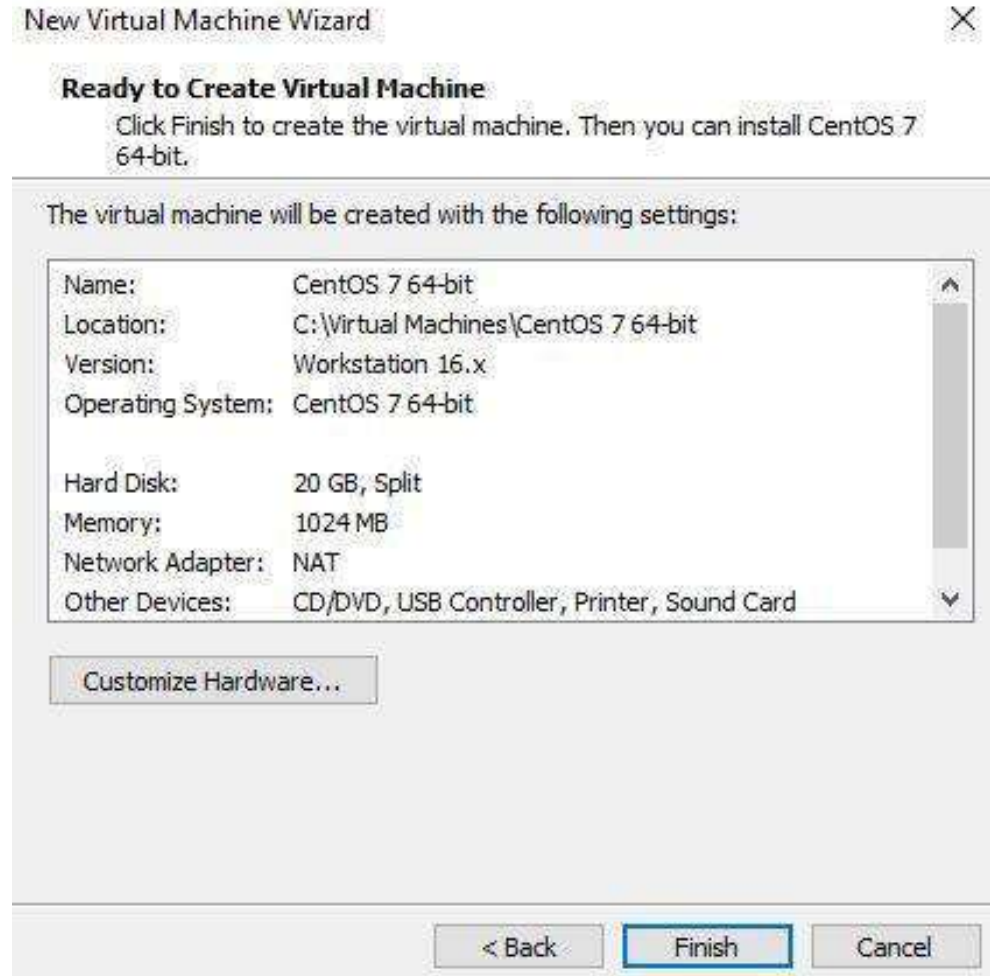 New Virtual Machine Wizard
Ready to Create Virtual Machine
Click Finish to create the virtual machine. Then you can install CentOS 7
64-bit.
The virtual machine will be created with the following settings:
Name: CentOS 7 64-bit
Location: C:\Virtual Machines\CentOS 7 64-bit
Version: Workstation 16.x
Operating System: CentOS 7 64-bit
Hard Disk: 20 GB, Split
Memory: 1024 MB
Network Adapter: NAT
Other Devices: CD/DVD, USB Controller, Printer, Sound Card
Customize Hardware...
< Back Finish Cancel